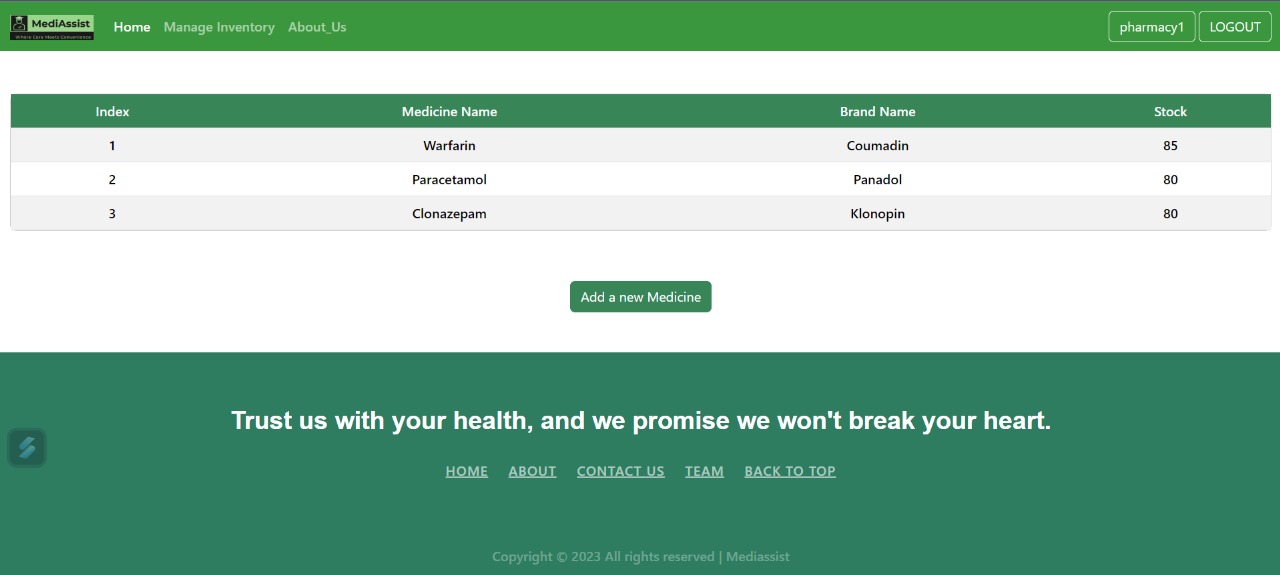 MediAssist
Where Care Meets Convenience
Home Manage Inventory About_Us pharmacy1 LOGOUT
Index Medicine Name Brand Name Stock
1 Warfarin Coumadin 85
2 Paracetamol Panadol 80
3 Clonazepam Klonopin 80
Add a new Medicine
Trust us with your health, and we promise we won't break your heart.
HOME ABOUT CONTACT US TEAM BACK TO TOP
Copyright © 2023 All rights reserved | Mediassist